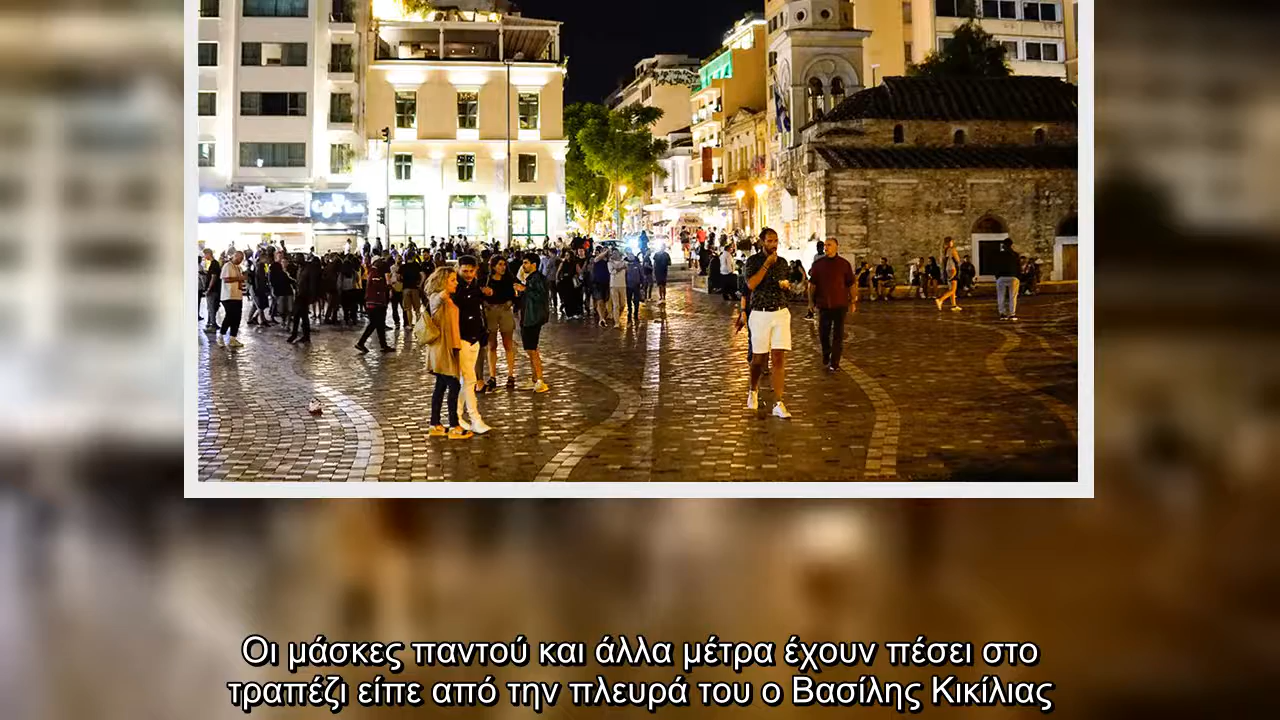 Οι μάσκες παντού και άλλα μέτρα έχουν πέσει στο
τραπέζι είπε από την πλευρά του ο Βασίλης Κικίλιας